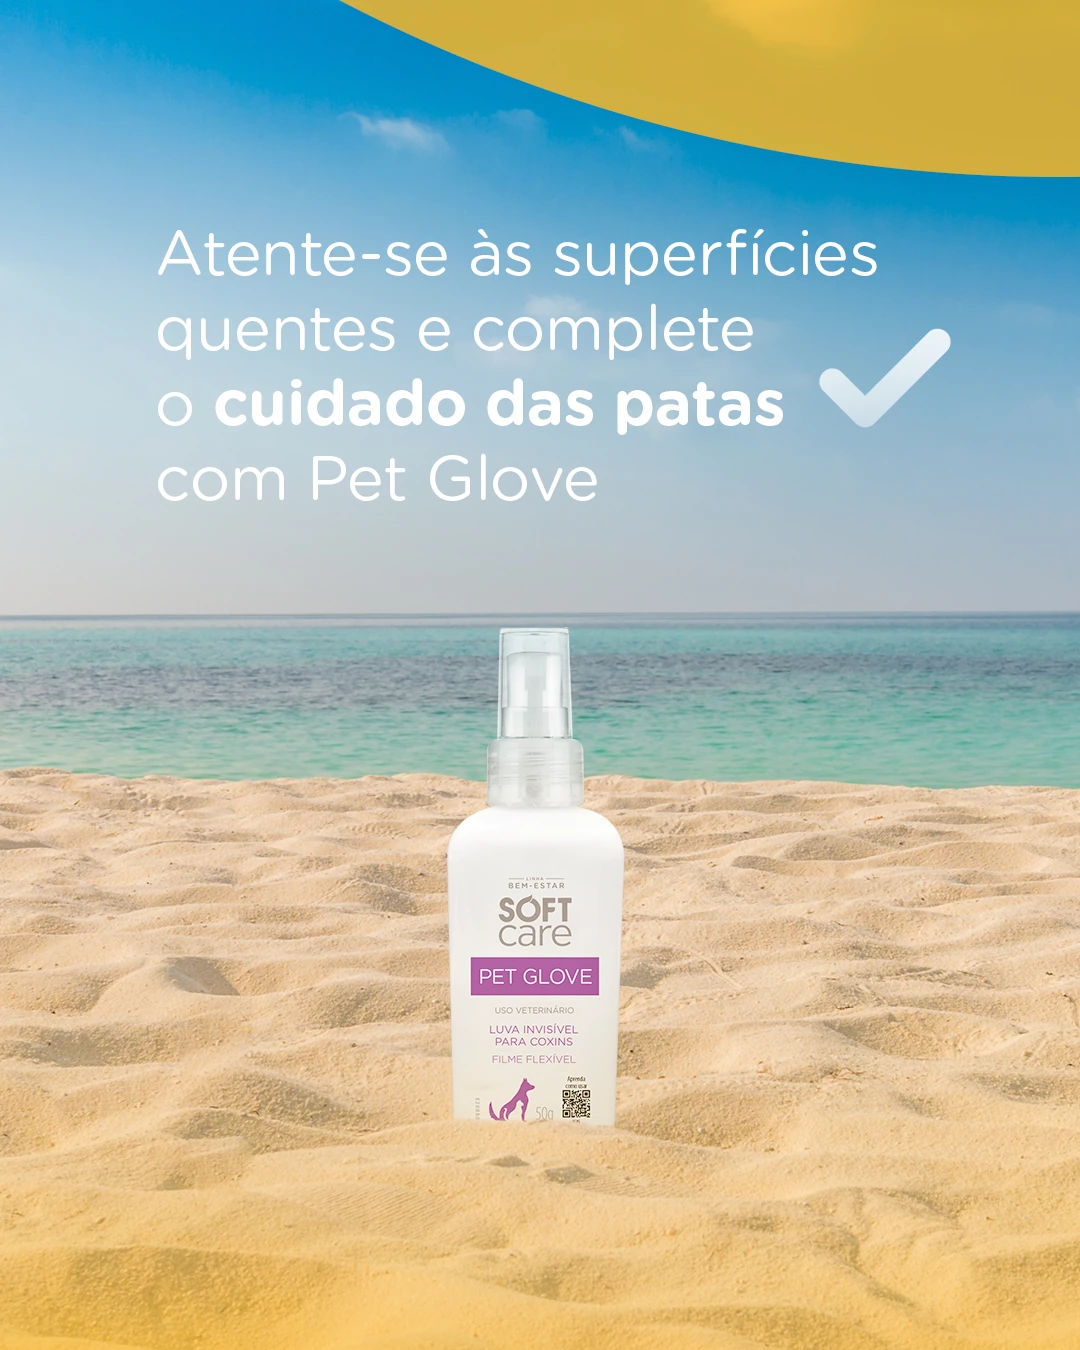 Atente-se às superfícies
quentes e complete
o cuidado das patas
com Pet Glove
LINHA
BEM-ESTAR
SOFT
care
PET GLOVE
USO VETERINÁRIO
LUVA INVISÍVEL
PARA COXINS
FILME FLEXÍVEL
Aprenda
como usar
50g